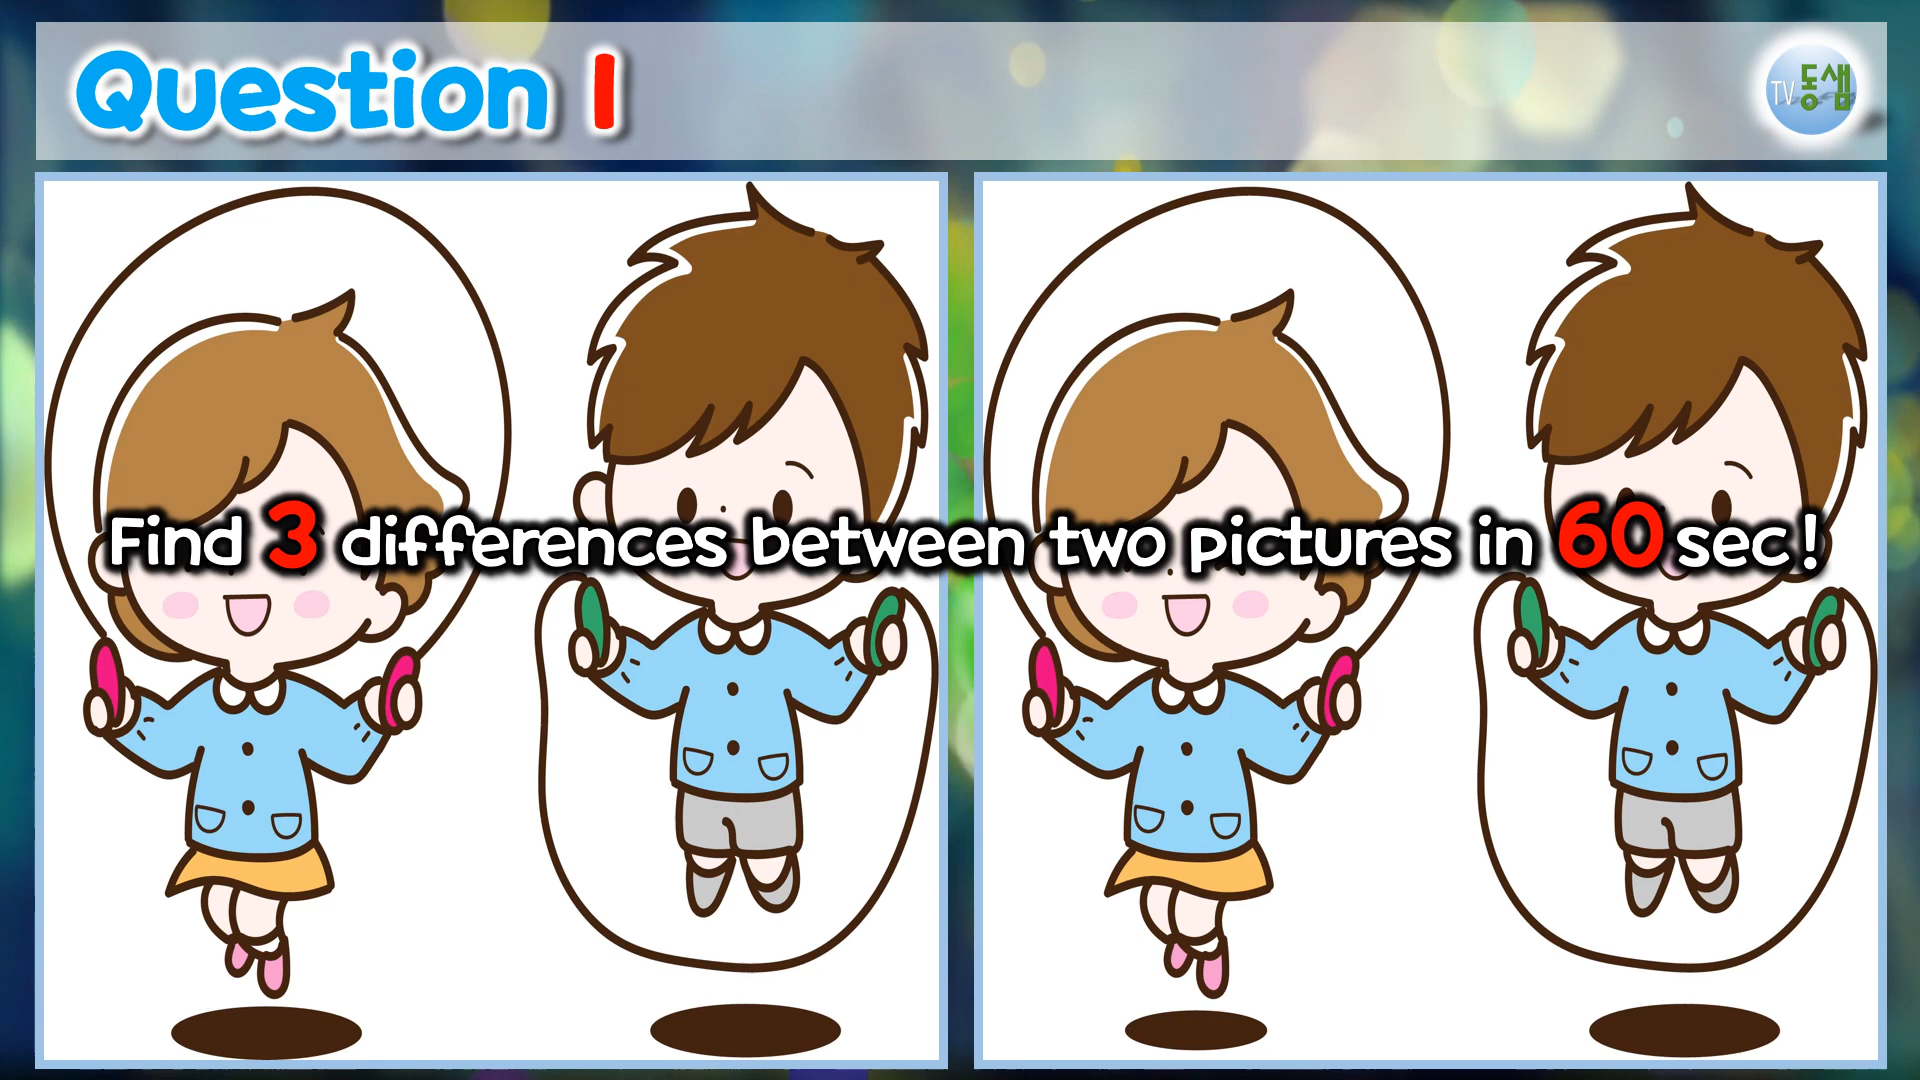 Question 1
TV동샘
Find 3 differences between two pictures in 60 sec!